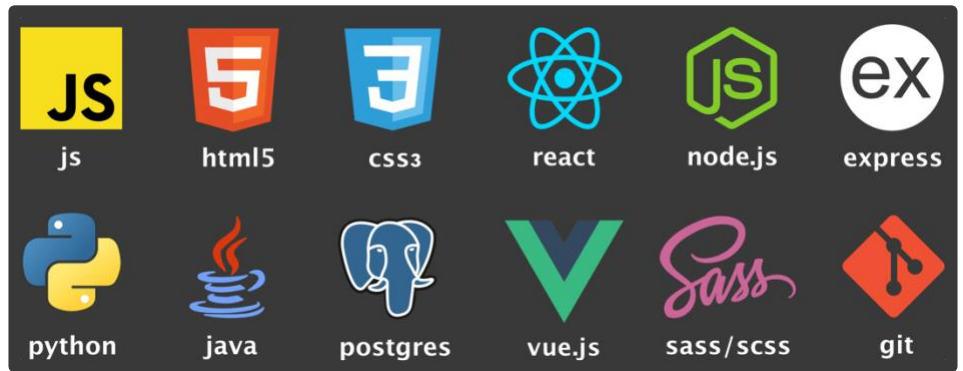 JS
5
3
JS
ex
js
html5
css3
react
node.js
express
Sass
python
java
postgres
vue.js
sass/scss
git